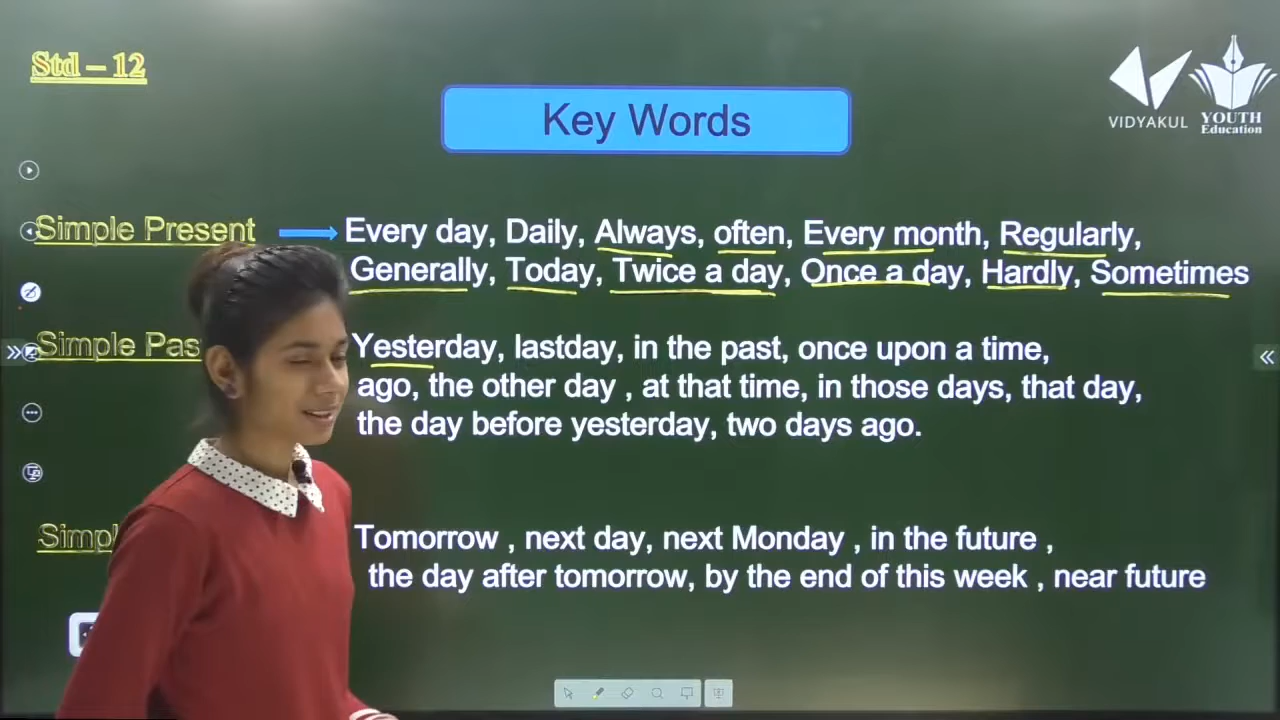 Std – 12
Key Words
VIDYAKUL
YOUTH
Education
Simple Present
Every day, Daily, Always, often, Every month, Regularly,
Generally, Today, Twice a day, Once a day, Hardly, Sometimes
Simple Pas
Yesterday, lastday, in the past, once upon a time,
ago, the other day , at that time, in those days, that day,
the day before yesterday, two days ago.
Simpl
Tomorrow , next day, next Monday , in the future ,
the day after tomorrow, by the end of this week , near future